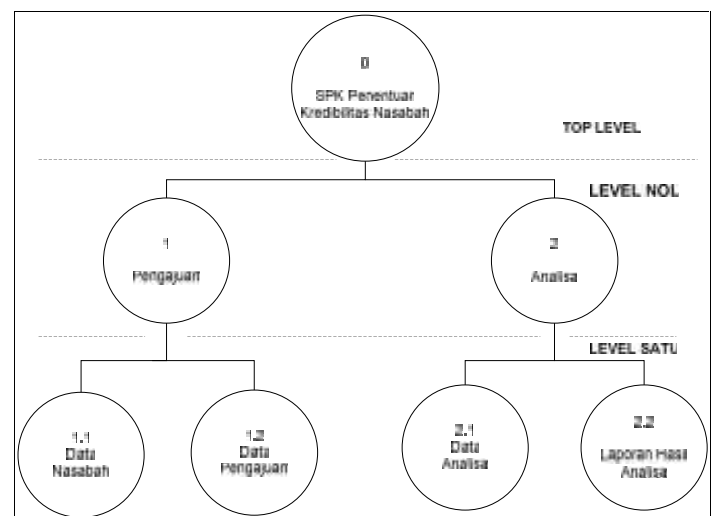 0
SPK Penentuan
Kredibilitas Nasabah
TOP LEVEL
LEVEL NOL
1
Pengajuan
2
Analisa
LEVEL SATU
1.1
Data
Nasabah
1.2
Data
Pengajuan
2.1
Data
Analisa
2.2
Laporan Hasil
Analisa